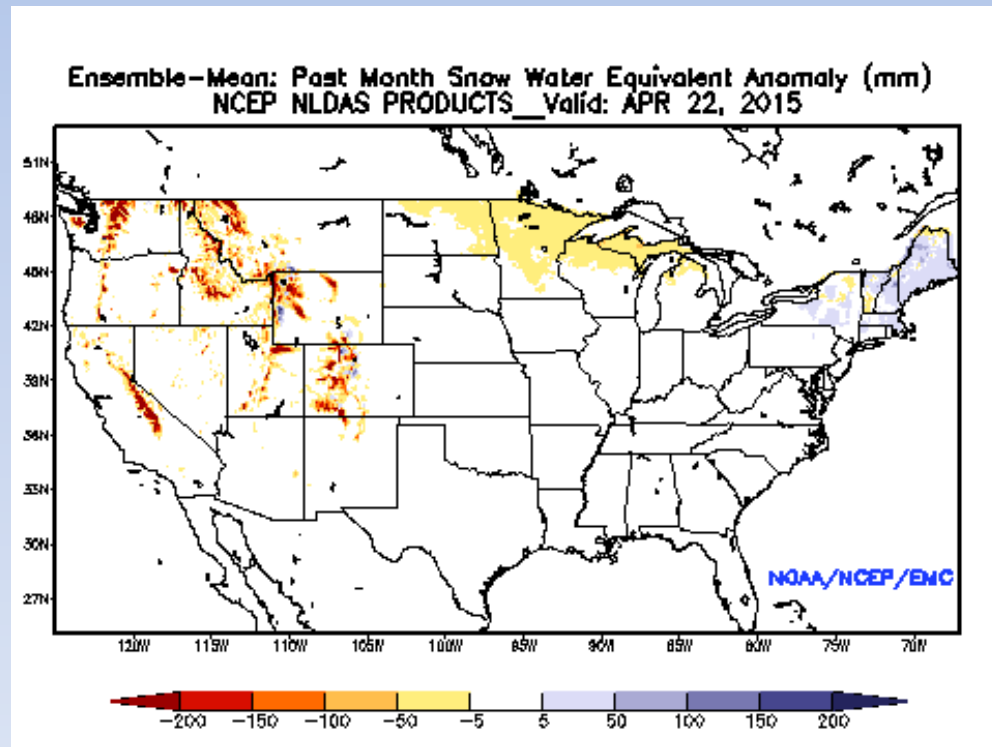 Ensemble-Mean: Past Month Snow Water Equivalent Anomaly (mm)
NCEP NLDAS PRODUCTS__Valid: APR 22, 2015
51N
48N
45N
42N
39N
36N
33N
30N
27N
NOAA/NCEP/EMC
120W 115W 110W 105W 100W 95W 90W 85W 80W 75W 70W
-200 -150 -100 -50 -5 5 50 100 150 200